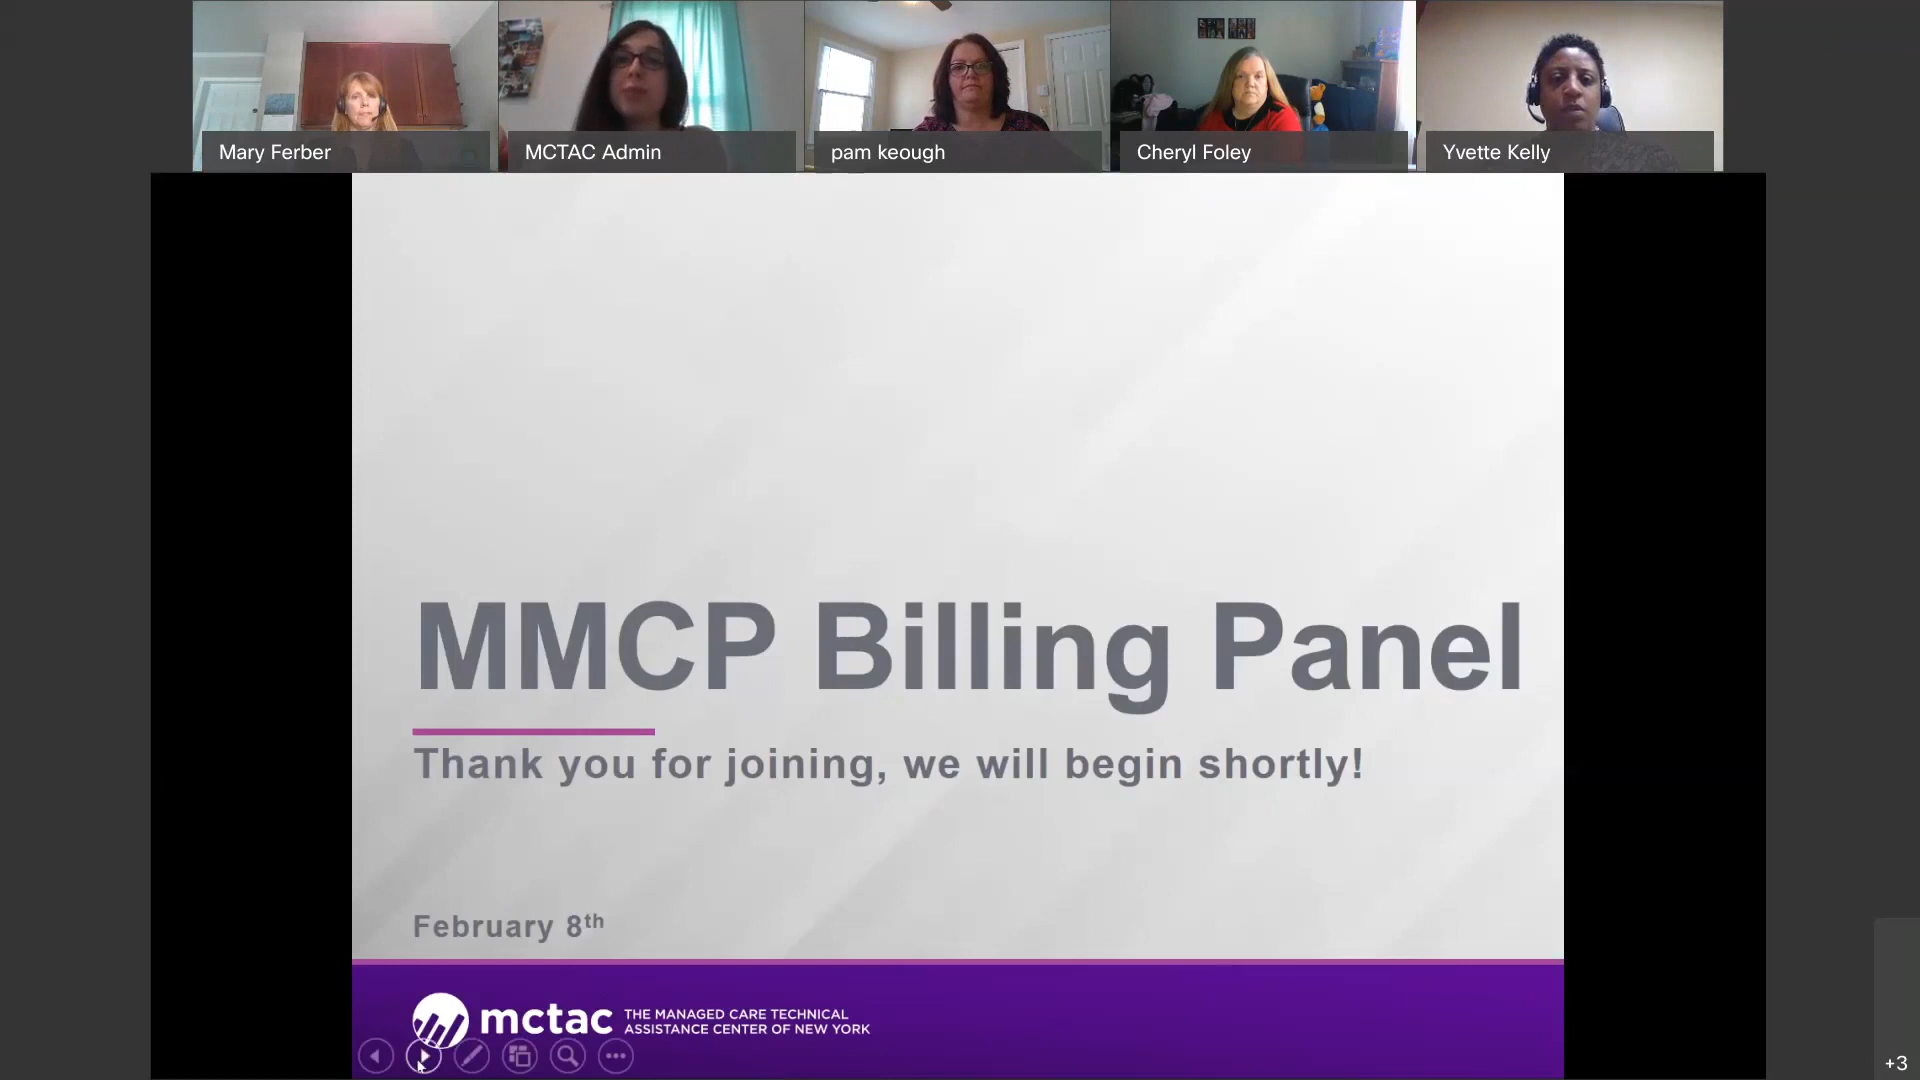 Mary Ferber
MCTAC Admin
pam keough
Cheryl Foley
Yvette Kelly
MMCP Billing Panel
Thank you for joining, we will begin shortly!
February 8th
mctac
THE MANAGED CARE TECHNICAL
ASSISTANCE CENTER OF NEW YORK
+3